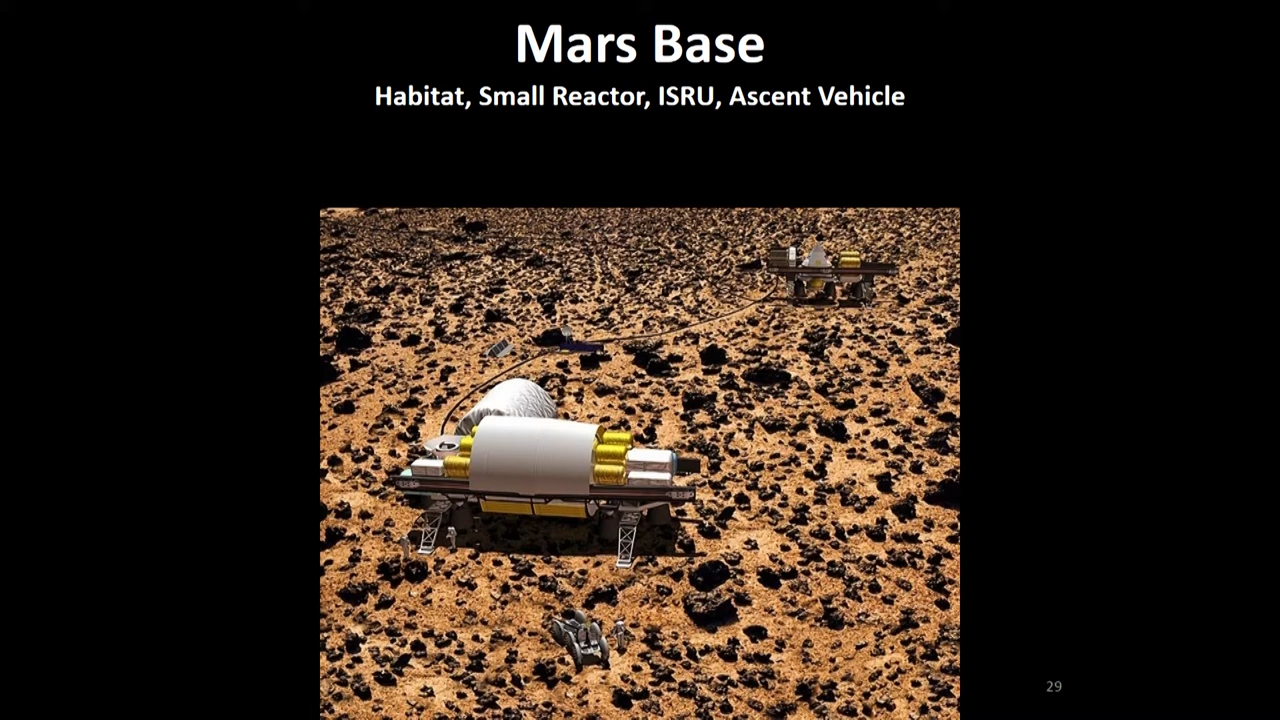 Mars Base
Habitat, Small Reactor, ISRU, Ascent Vehicle
29